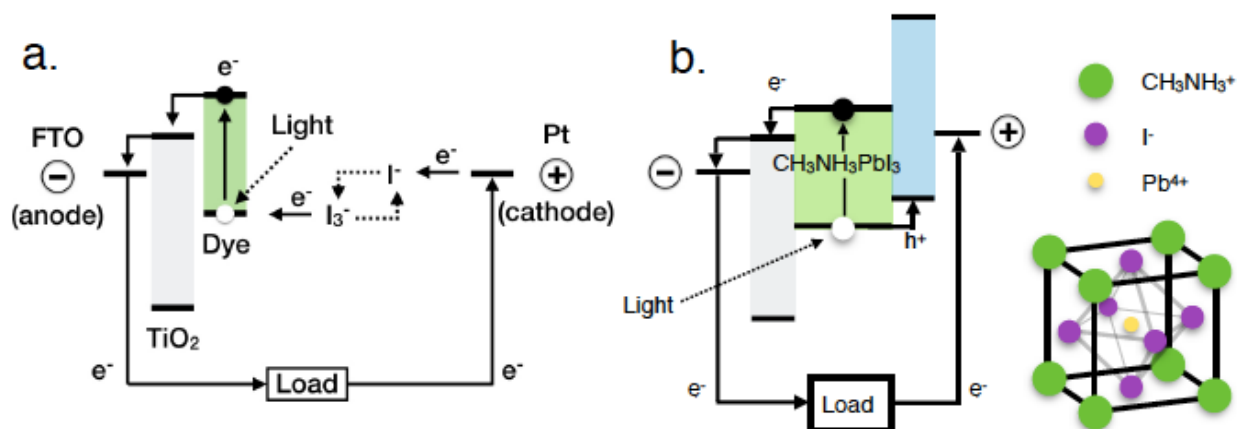 a.
e⁻
Light
FTO
−
(anode)
Dye
TiO₂
e⁻
I⁻
I₃⁻
e⁻
Pt
+
(cathode)
e⁻
Load
e⁻
b.
e⁻
−
CH₃NH₃PbI₃
+
h⁺
Light
e⁻
Load
e⁻
CH₃NH₃⁺
I⁻
Pb⁴⁺